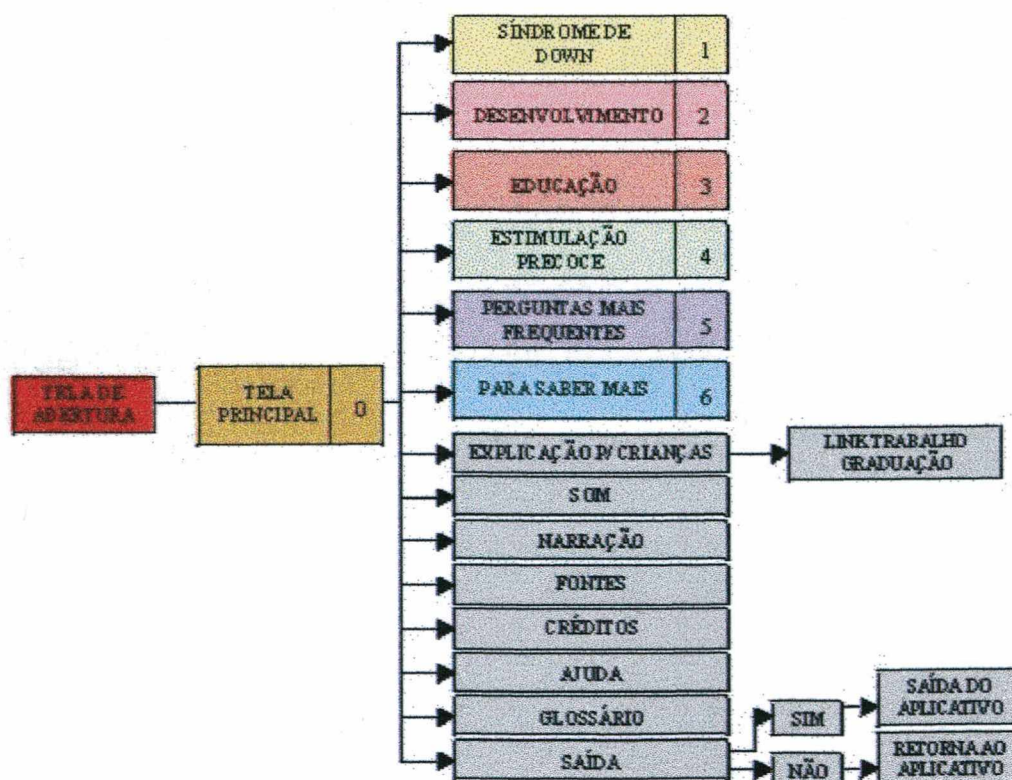 SÍNDROME DE
DOWN
1
DESENVOLVIMENTO
2
EDUCAÇÃO
3
ESTIMULAÇÃO
PRECOCE
4
PERGUNTAS MAIS
FREQUENTES
5
PARA SABER MAIS
6
TELA DE
ABERTURA
TELA
PRINCIPAL
0
EXPLICAÇÃO P/ CRIANÇAS
LINK TRABALHO
GRADUAÇÃO
SOM
NARRAÇÃO
FONTES
CRÉDITOS
AJUDA
GLOSSÁRIO
SAÍDA
SIM
SAÍDA DO
APLICATIVO
NÃO
RETORNA AO
APLICATIVO